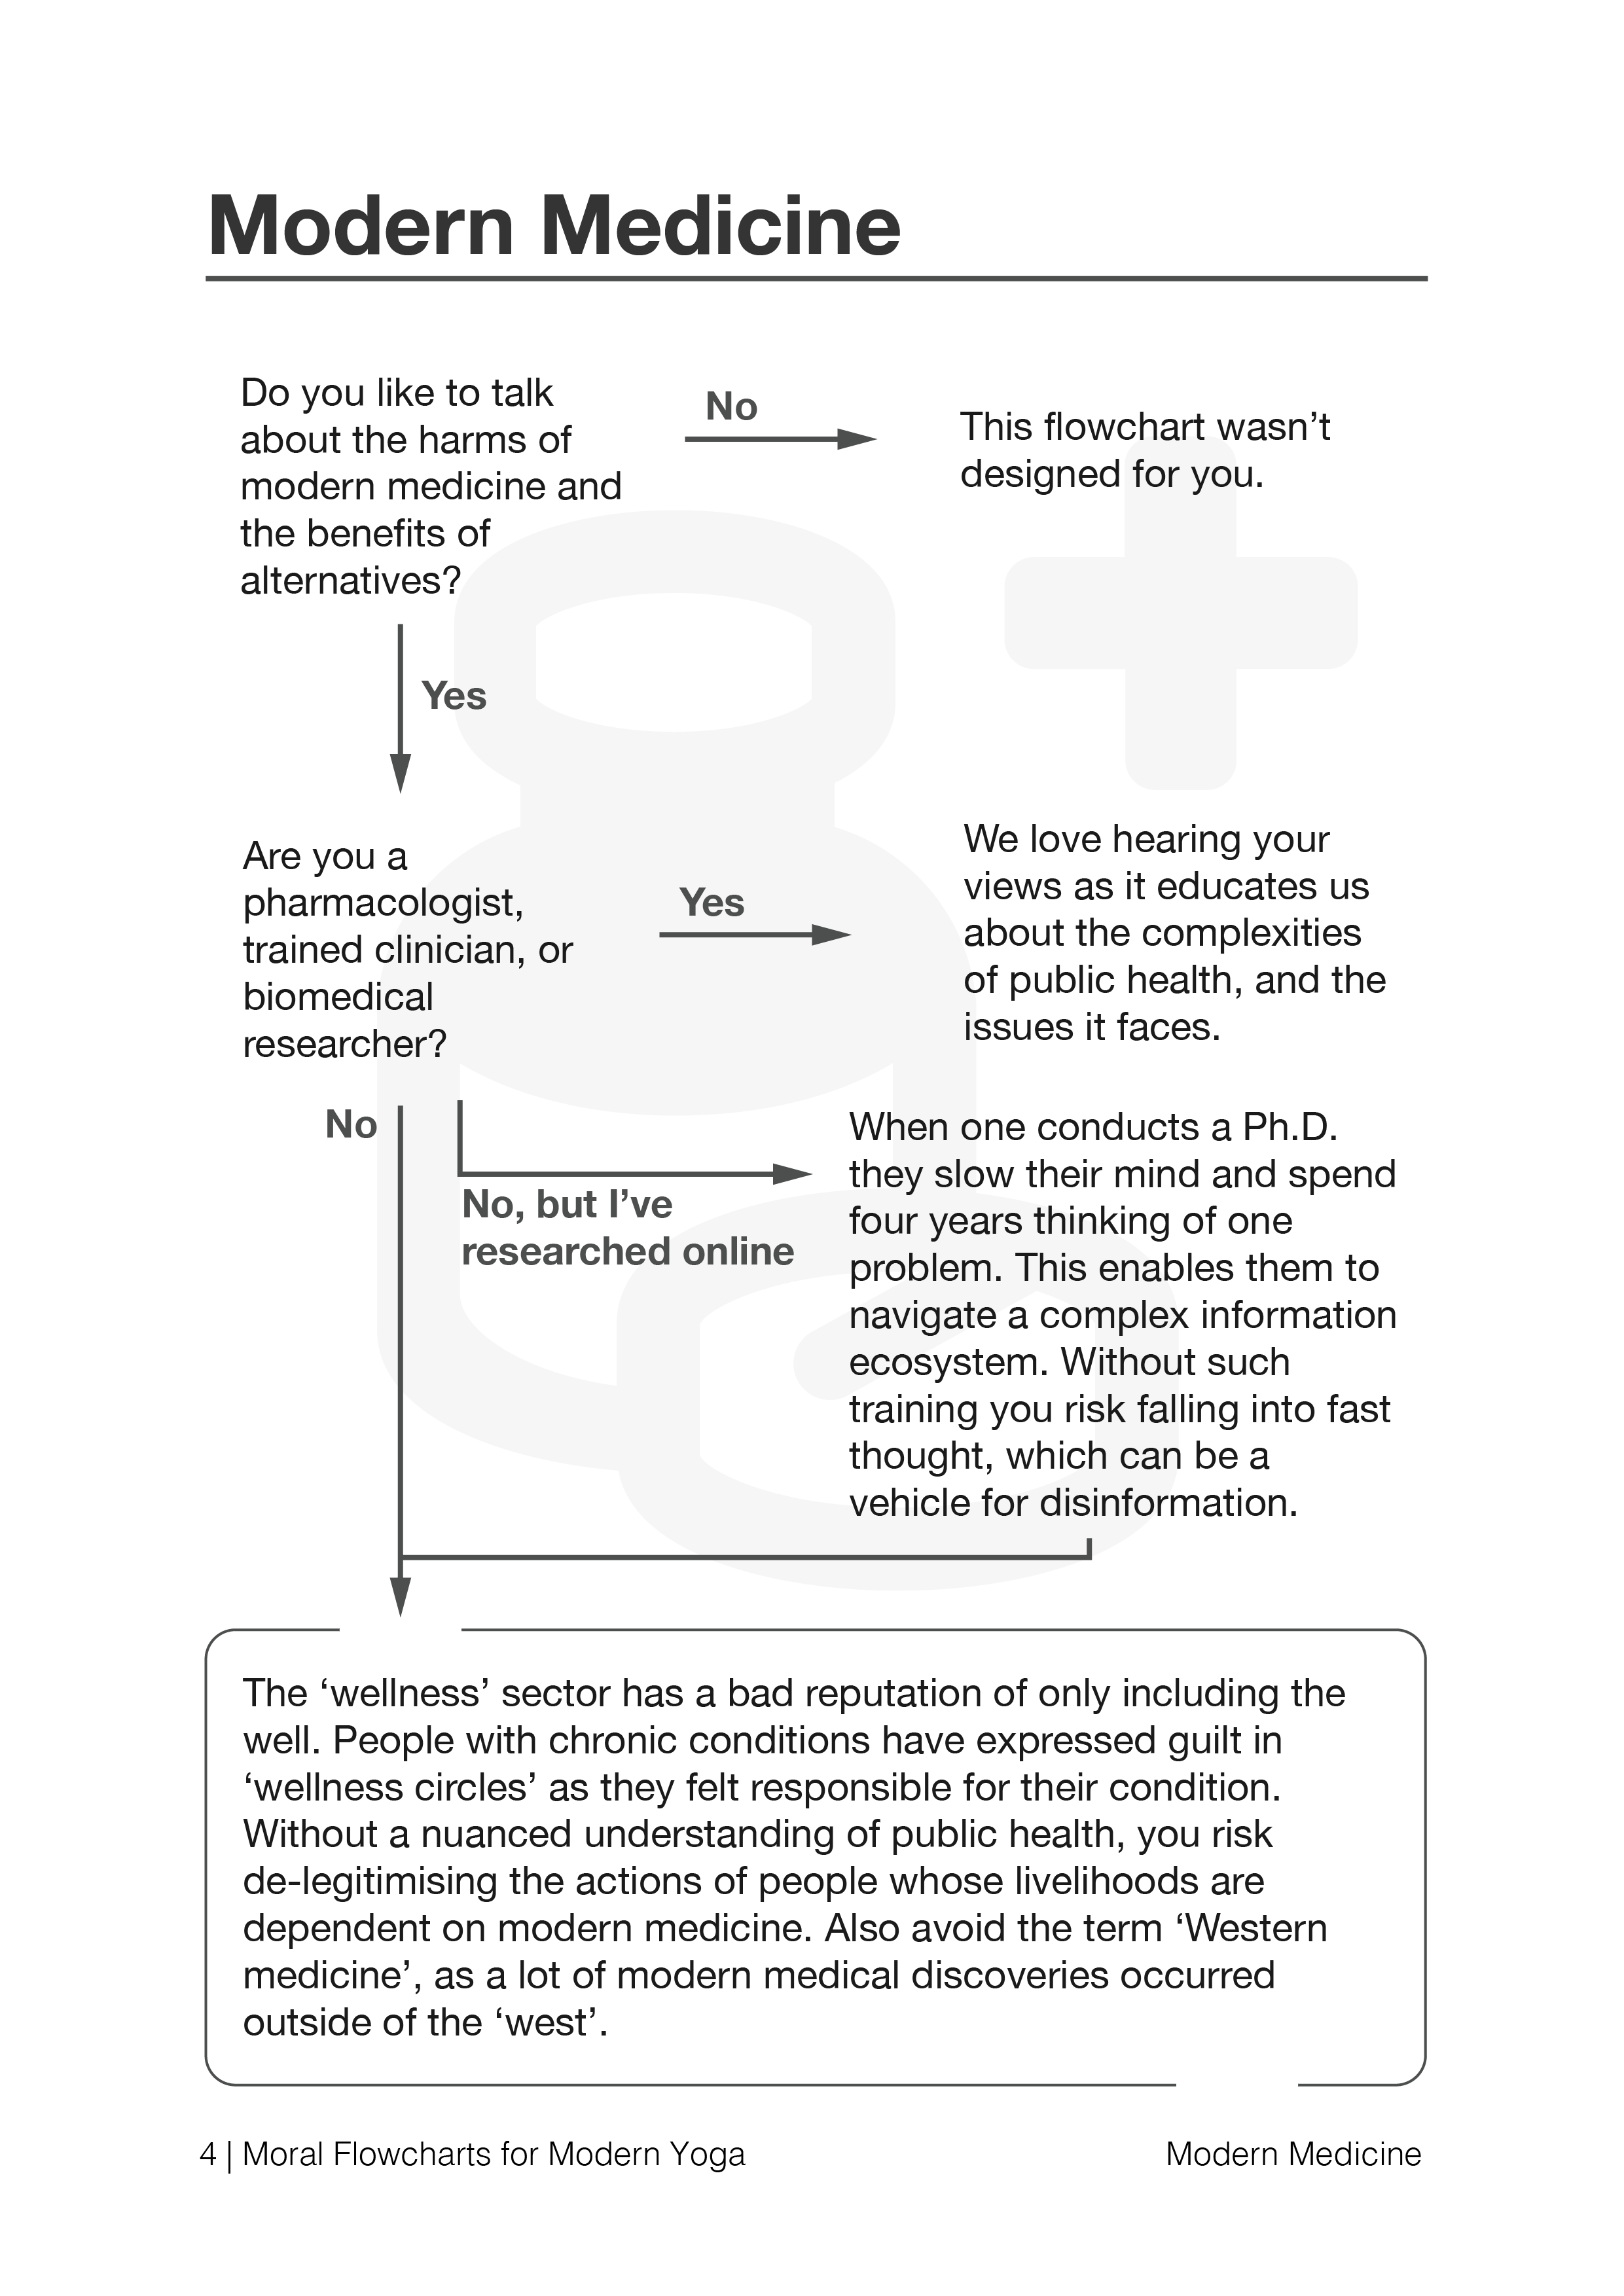 Modern Medicine
Do you like to talk
about the harms of
modern medicine and
the benefits of
alternatives?
No
This flowchart wasn’t
designed for you.
Yes
Are you a
pharmacologist,
trained clinician, or
biomedical
researcher?
Yes
We love hearing your
views as it educates us
about the complexities
of public health, and the
issues it faces.
No
No, but I’ve
researched online
When one conducts a Ph.D.
they slow their mind and spend
four years thinking of one
problem. This enables them to
navigate a complex information
ecosystem. Without such
training you risk falling into fast
thought, which can be a
vehicle for disinformation.
The ‘wellness’ sector has a bad reputation of only including the
well. People with chronic conditions have expressed guilt in
‘wellness circles’ as they felt responsible for their condition.
Without a nuanced understanding of public health, you risk
de-legitimising the actions of people whose livelihoods are
dependent on modern medicine. Also avoid the term ‘Western
medicine’, as a lot of modern medical discoveries occurred
outside of the ‘west’.
4 | Moral Flowcharts for Modern Yoga
Modern Medicine